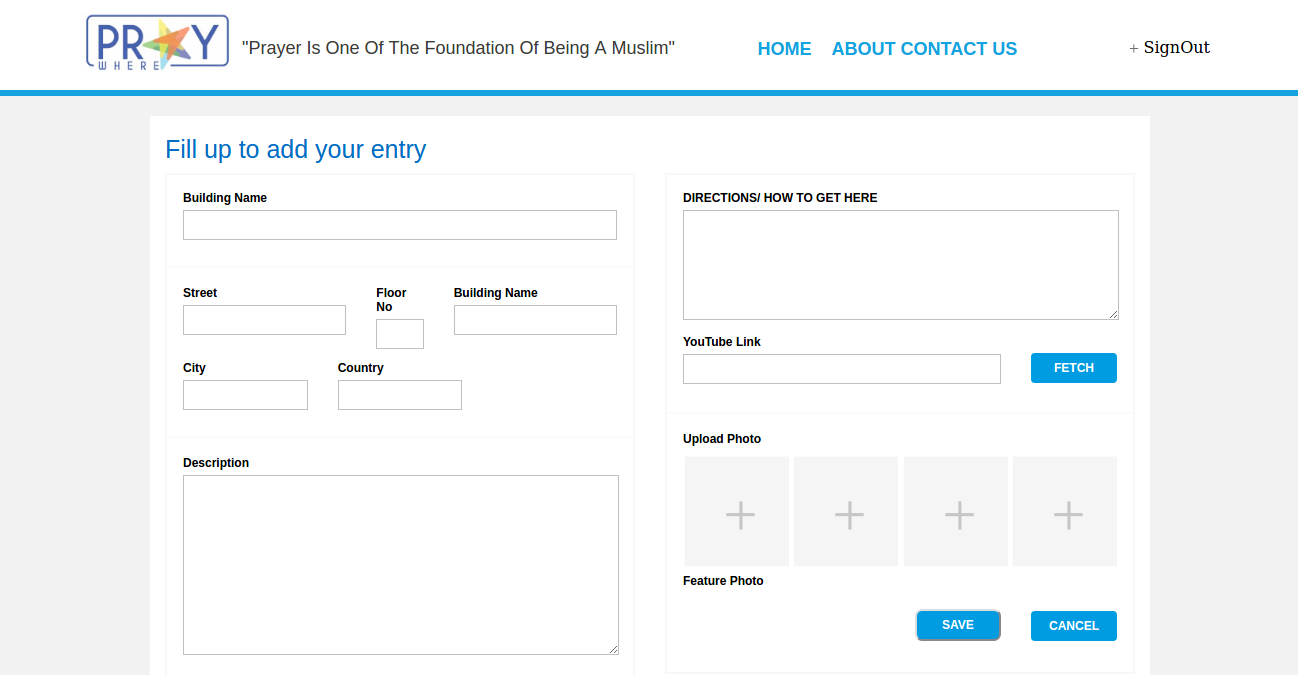 PRAY
WHERE
"Prayer Is One Of The Foundation Of Being A Muslim"
HOME
ABOUT CONTACT US
+ SignOut
Fill up to add your entry
Building Name
Street
Floor
No
Building Name
City
Country
Description
DIRECTIONS/ HOW TO GET HERE
YouTube Link
FETCH
Upload Photo
Feature Photo
SAVE
CANCEL